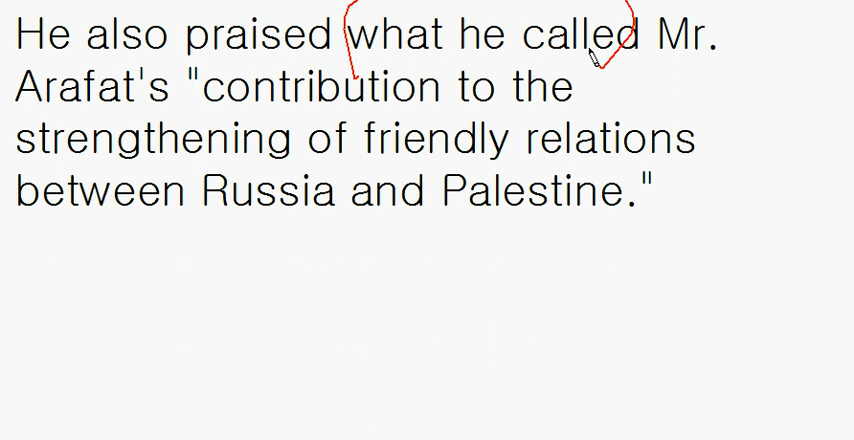 He also praised what he called Mr.
Arafat's "contribution to the
strengthening of friendly relations
between Russia and Palestine."